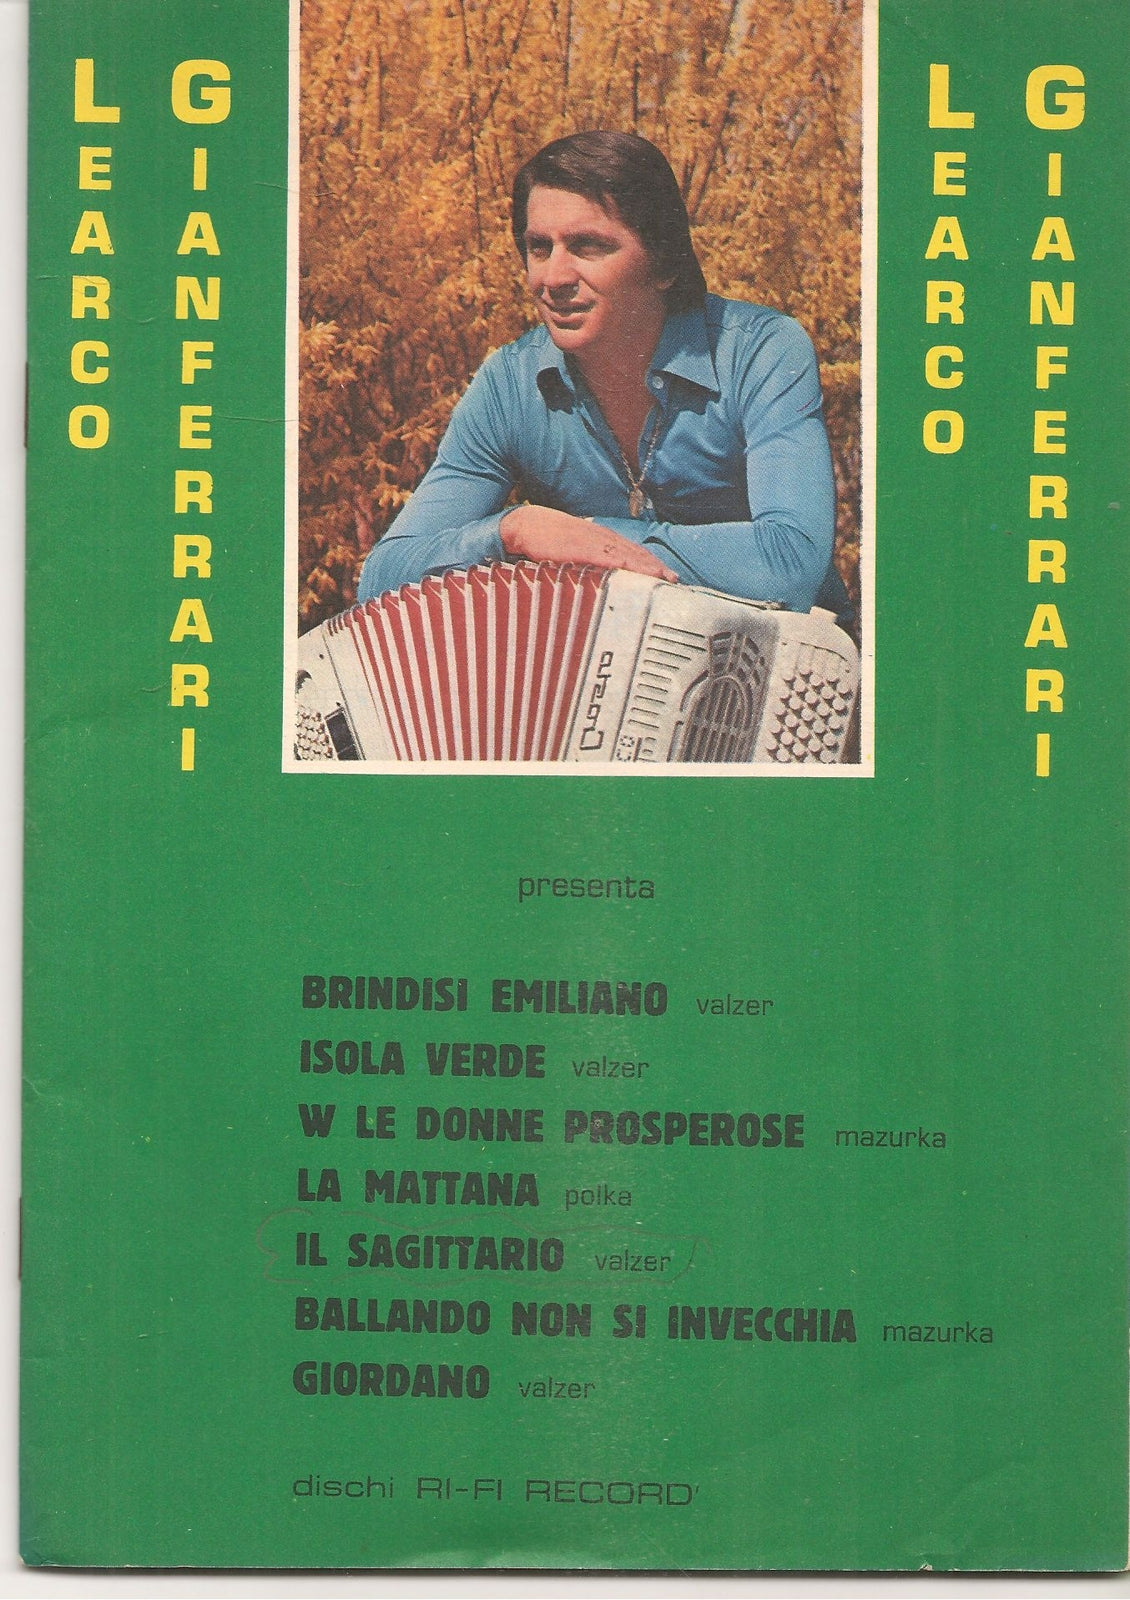 LEARCO
GIANFERRARI
LEARCO
GIANFERRARI
Crosio
presenta
BRINDISI EMILIANO valzer
ISOLA VERDE valzer
W LE DONNE PROSPEROSE mazurka
LA MATTANA polka
IL SAGITTARIO valzer
BALLANDO NON SI INVECCHIA mazurka
GIORDANO valzer
dischi RI-FI RECORD'